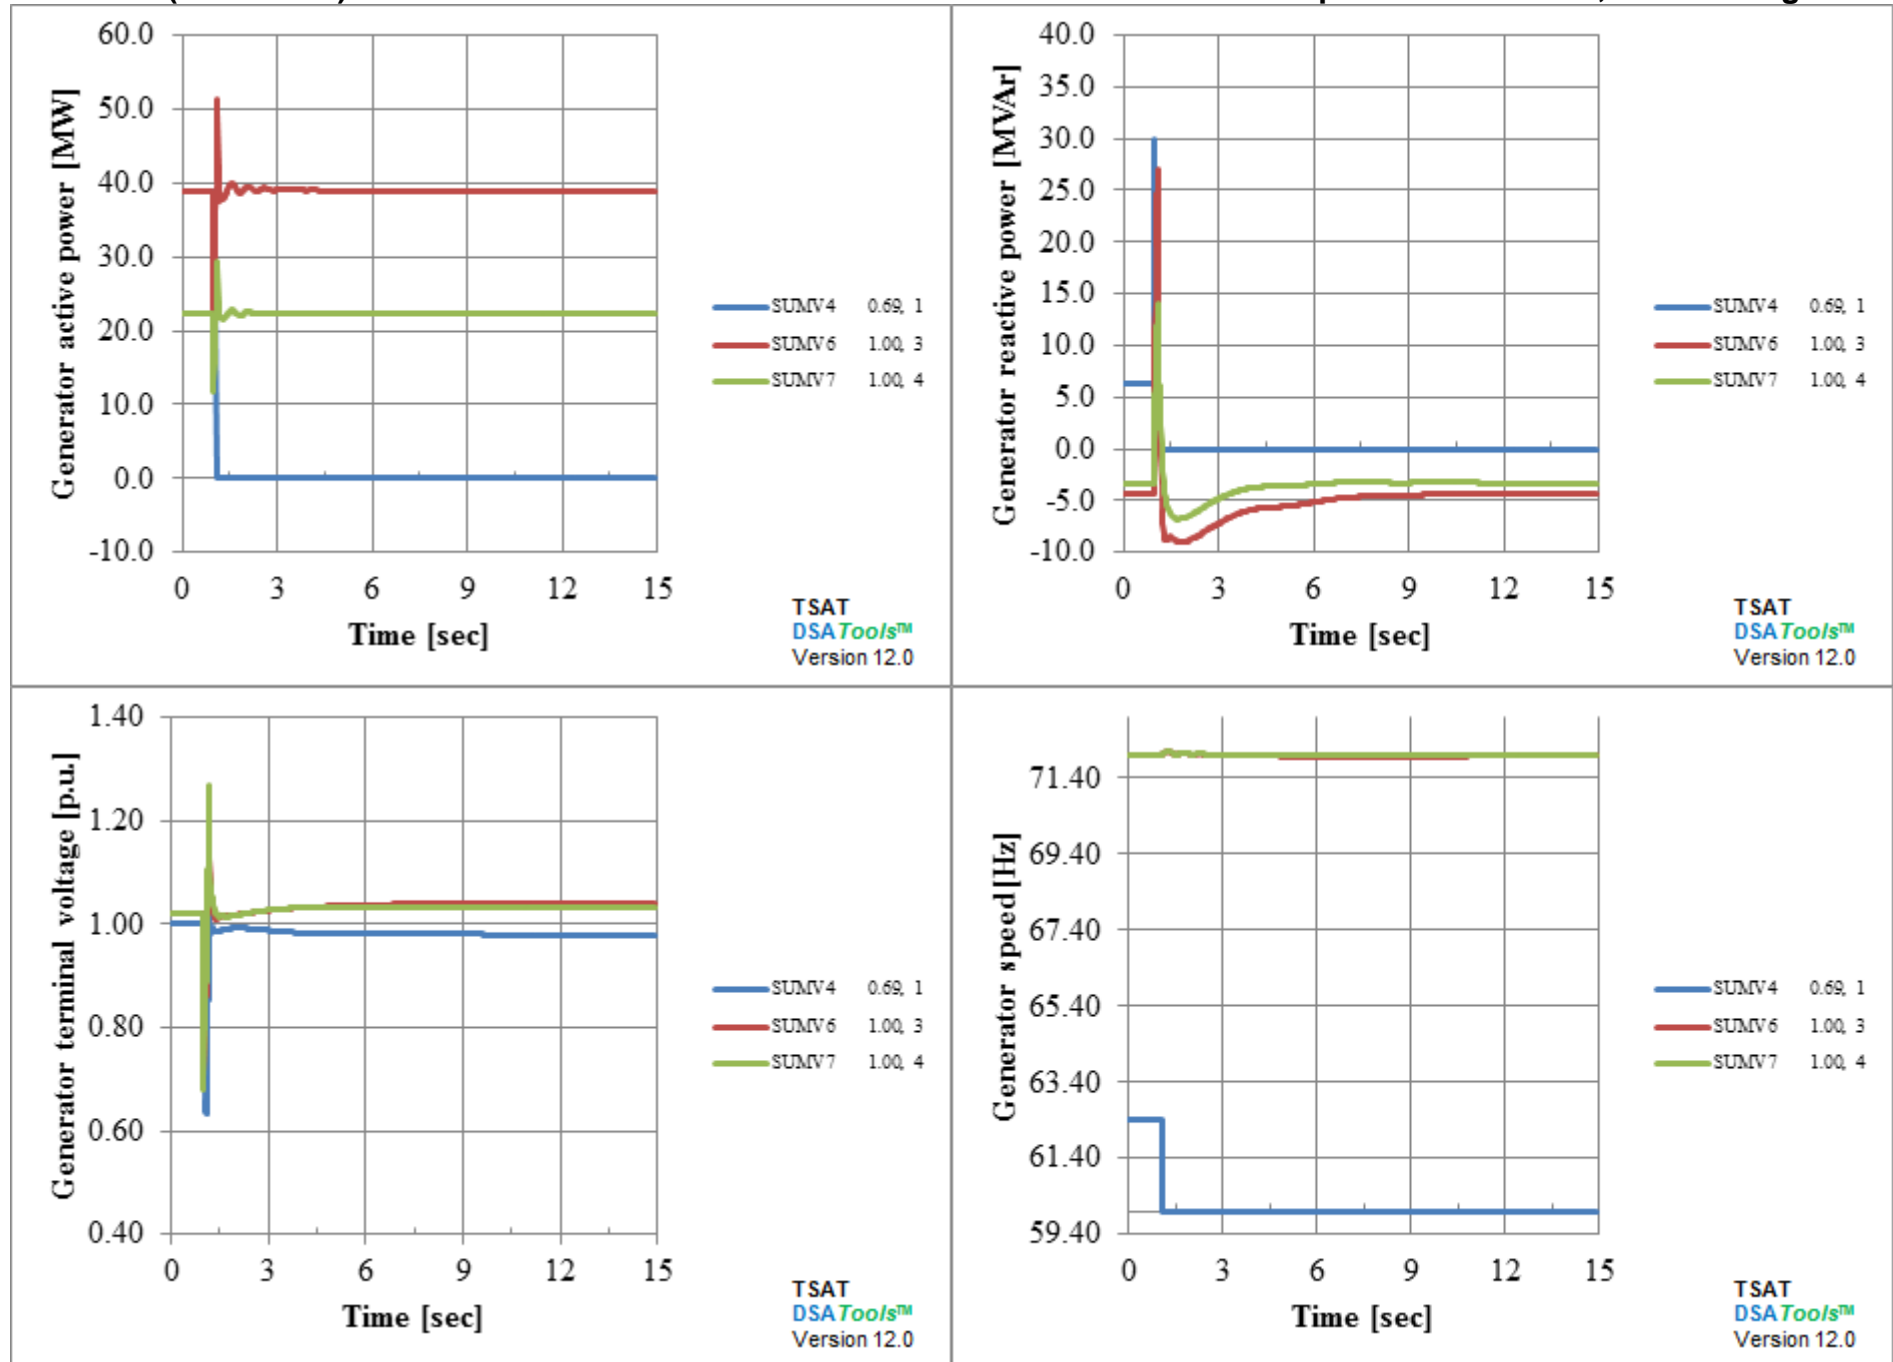 60.0
50.0
40.0
30.0
20.0
10.0
0.0
-10.0
0 3 6 9 12 15
Generator active power [MW]
Time [sec]
SUMV4 0.69, 1
SUMV6 1.00, 3
SUMV7 1.00, 4
TSAT
DSATools™
Version 12.0
40.0
35.0
30.0
25.0
20.0
15.0
10.0
5.0
0.0
-5.0
-10.0
0 3 6 9 12 15
Generator reactive power [MVAr]
Time [sec]
SUMV4 0.69, 1
SUMV6 1.00, 3
SUMV7 1.00, 4
TSAT
DSATools™
Version 12.0
1.40
1.20
1.00
0.80
0.60
0.40
0 3 6 9 12 15
Generator terminal voltage [p.u.]
Time [sec]
SUMV4 0.69, 1
SUMV6 1.00, 3
SUMV7 1.00, 4
TSAT
DSATools™
Version 12.0
71.40
69.40
67.40
65.40
63.40
61.40
59.40
0 3 6 9 12 15
Generator speed[Hz]
Time [sec]
SUMV4 0.69, 1
SUMV6 1.00, 3
SUMV7 1.00, 4
TSAT
DSATools™
Version 12.0